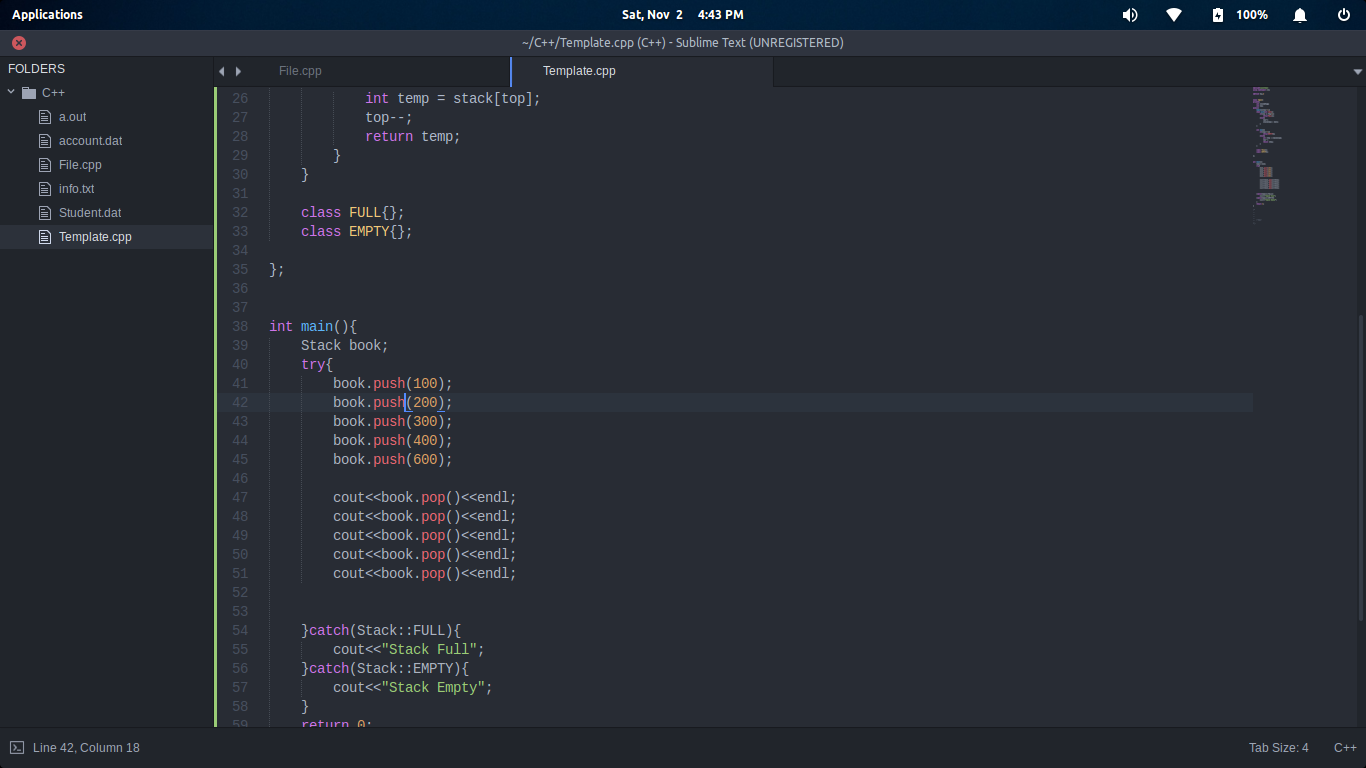 Applications
Sat, Nov 2 4:43 PM
100%
~/C++/Template.cpp (C++) - Sublime Text (UNREGISTERED)
FOLDERS
C++
a.out
account.dat
File.cpp
info.txt
Student.dat
Template.cpp
File.cpp
Template.cpp
26 int temp = stack[top];
27 top--;
28 return temp;
29 }
30 }
31
32 class FULL{};
33 class EMPTY{};
34
35 };
36
37
38 int main(){
39 Stack book;
40 try{
41 book.push(100);
42 book.push(200);
43 book.push(300);
44 book.push(400);
45 book.push(600);
46
47 cout<<book.pop()<<endl;
48 cout<<book.pop()<<endl;
49 cout<<book.pop()<<endl;
50 cout<<book.pop()<<endl;
51 cout<<book.pop()<<endl;
52
53
54 }catch(Stack::FULL){
55 cout<<"Stack Full";
56 }catch(Stack::EMPTY){
57 cout<<"Stack Empty";
58 }
59 return 0;
Line 42, Column 18
Tab Size: 4
C++